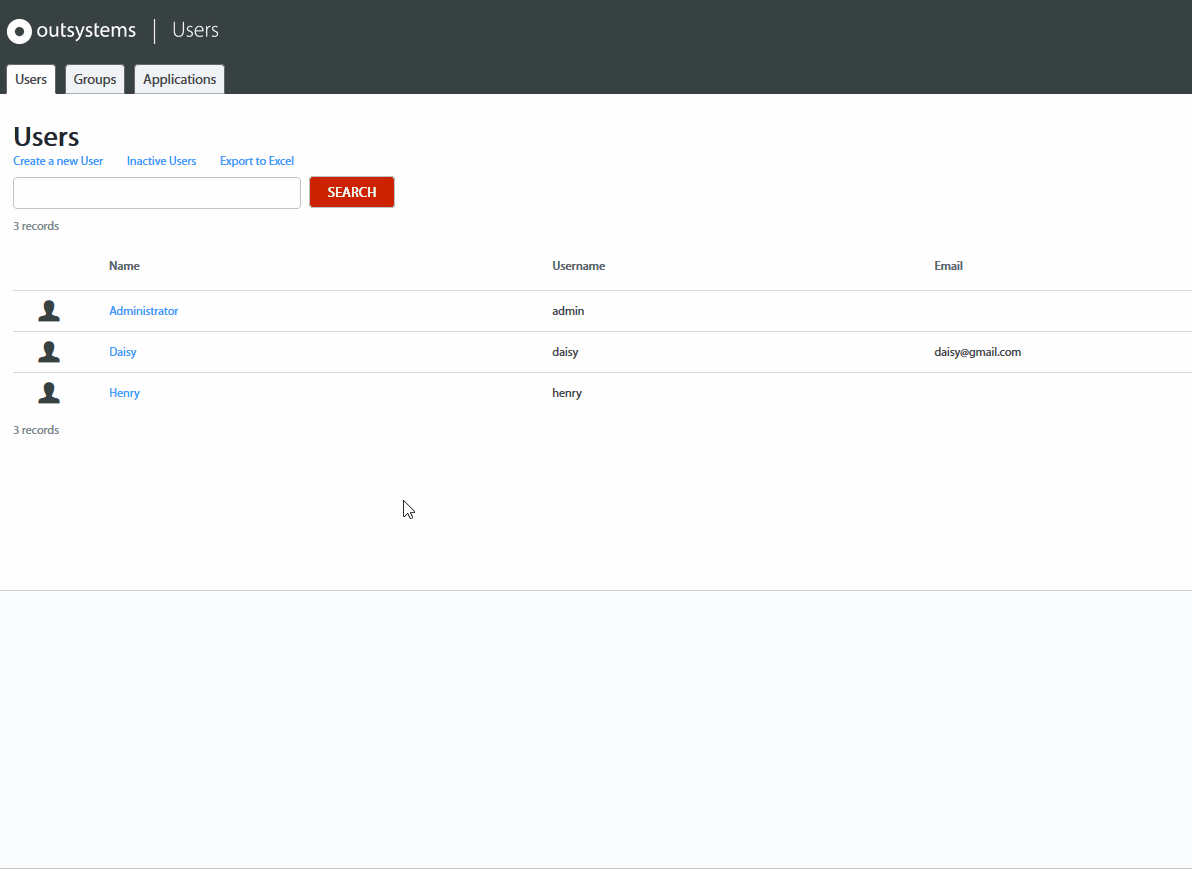 outsystems Users
Users Groups Applications
Users
Create a new User Inactive Users Export to Excel
SEARCH
3 records
Name Username Email
Administrator admin
Daisy daisy daisy@gmail.com
Henry henry
3 records